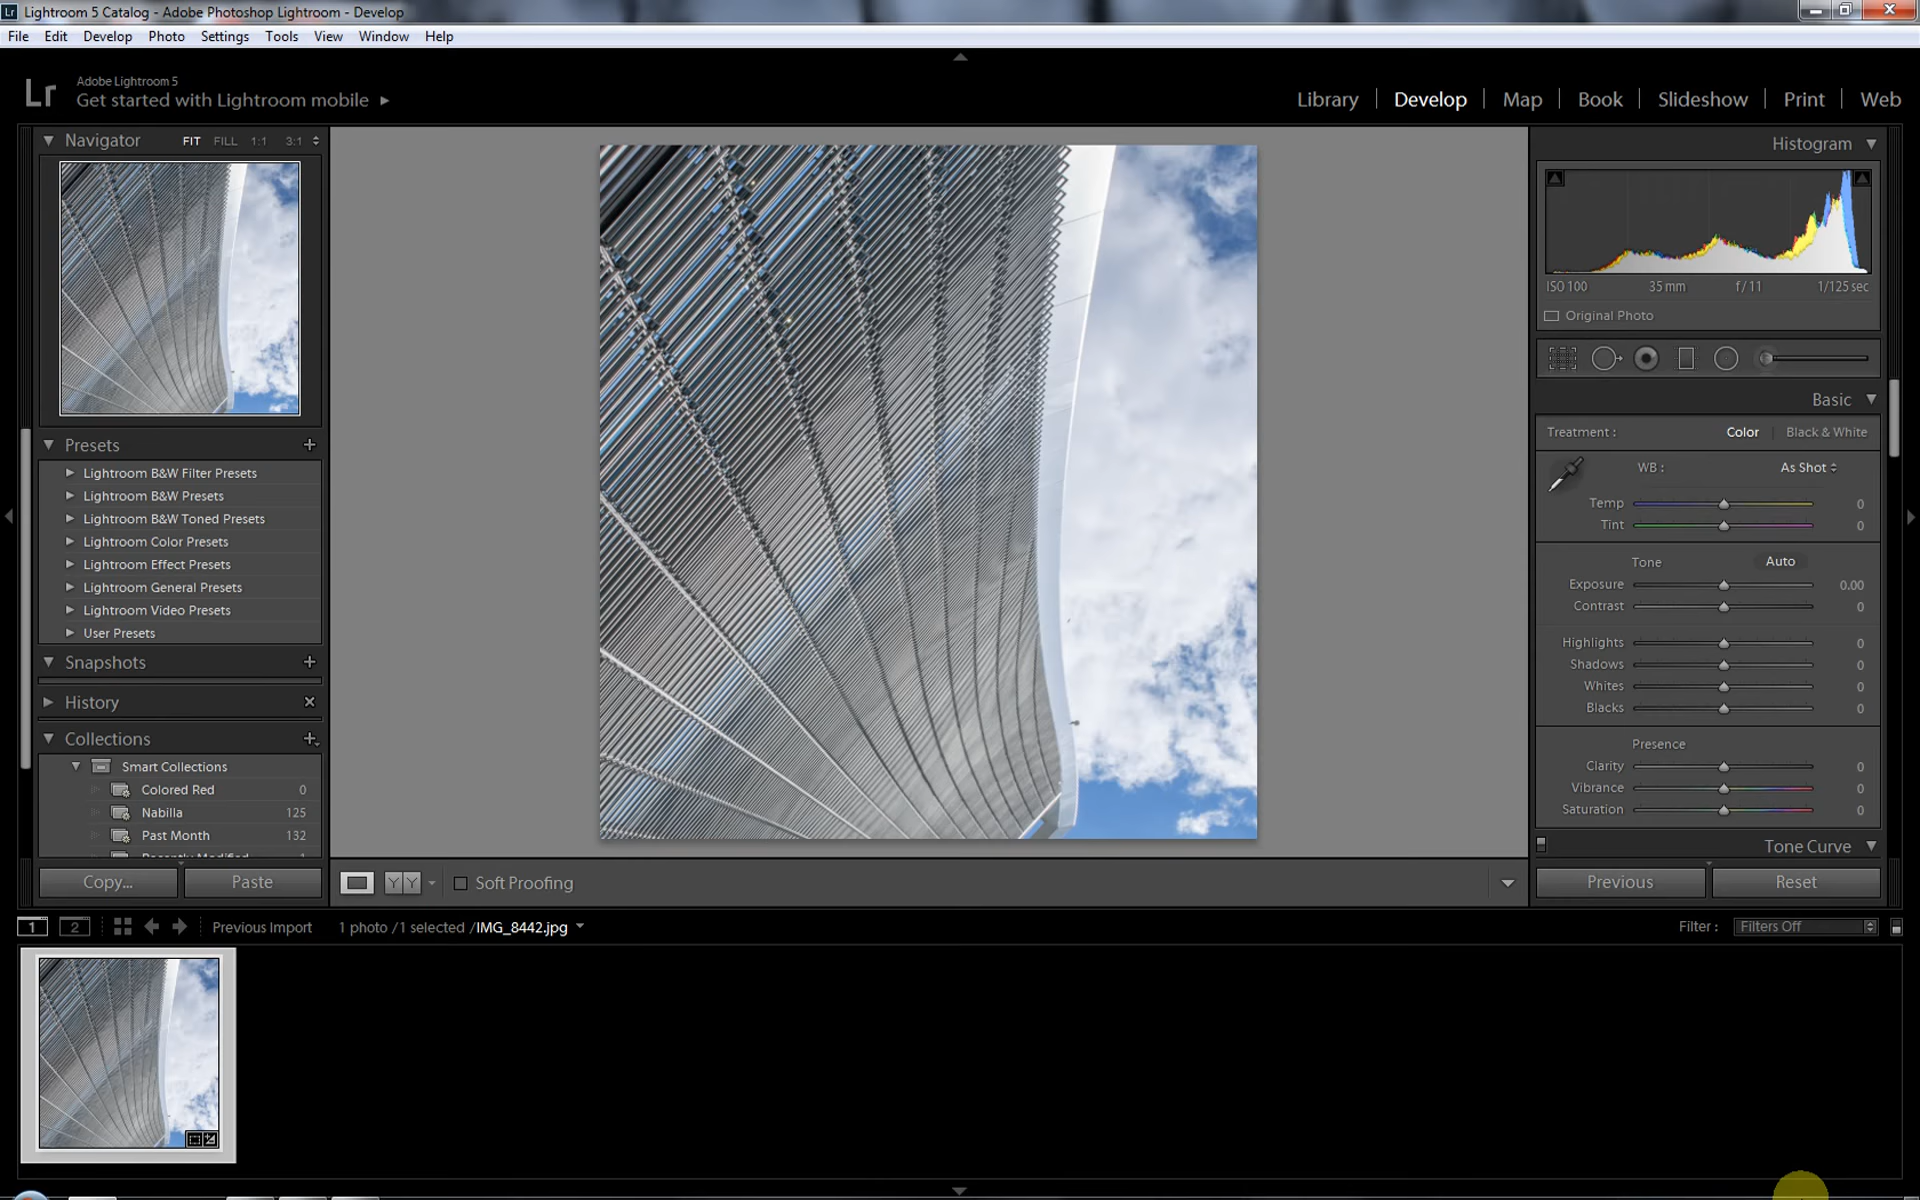 Lr Lightroom 5 Catalog - Adobe Photoshop Lightroom - Develop
File Edit Develop Photo Settings Tools View Window Help
Lr Adobe Lightroom 5
Get started with Lightroom mobile
Library Develop Map Book Slideshow Print Web
Navigator FIT FILL 1:1 3:1
Presets
Lightroom B&W Filter Presets
Lightroom B&W Presets
Lightroom B&W Toned Presets
Lightroom Color Presets
Lightroom Effect Presets
Lightroom General Presets
Lightroom Video Presets
User Presets
Snapshots
History
Collections
Smart Collections
Colored Red 0
Nabilla 125
Past Month 132
Recently Modified 1
Copy... Paste
Histogram
ISO 100 35 mm f / 11 1/125 sec
Original Photo
Basic
Treatment : Color Black & White
WB : As Shot
Temp 0
Tint 0
Tone Auto
Exposure 0.00
Contrast 0
Highlights 0
Shadows 0
Whites 0
Blacks 0
Presence
Clarity 0
Vibrance 0
Saturation 0
Tone Curve
Previous Reset
Y Y Soft Proofing
1 2 Previous Import 1 photo /1 selected /IMG_8442.jpg Filter : Filters Off